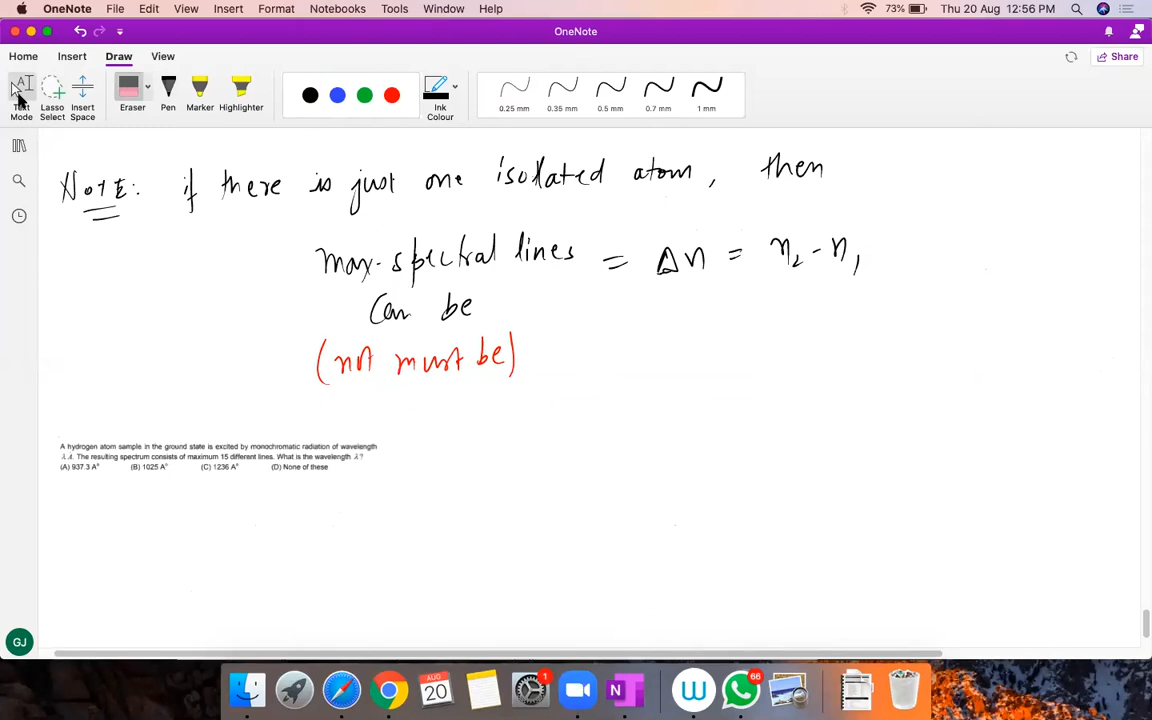 OneNote File Edit View Insert Format Notebooks Tools Window Help 73% Thu 20 Aug 12:56 PM
OneNote
Home Insert Draw View Share
Text Mode Lasso Select Insert Space Eraser Pen Marker Highlighter Ink Colour 0.25 mm 0.35 mm 0.5 mm 0.7 mm 1 mm
NOTE: if there is just one isolated atom, then
max. spectral lines = Δn = n₂ - n₁
Can be
(not must be)
A hydrogen atom sample in the ground state is excited by monochromatic radiation of wavelength
λ A. The resulting spectrum consists of maximum 15 different lines. What is the wavelength λ?
(A) 937.3 A° (B) 1025 A° (C) 1236 A° (D) None of these
GJ
AUG 20 1 W 66 N